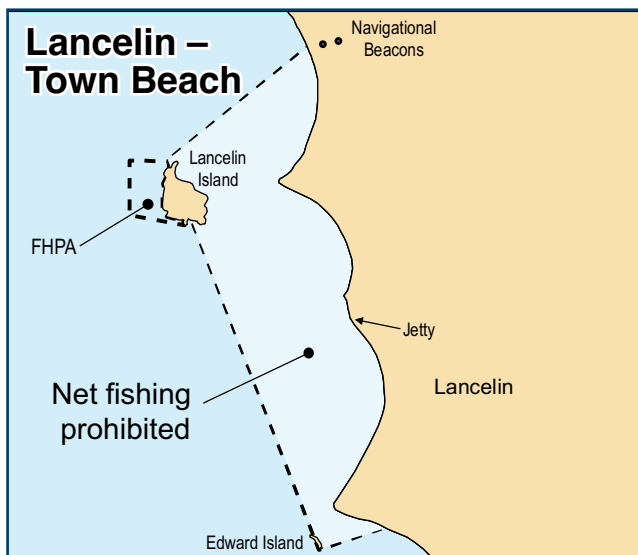 Lancelin –
Town Beach
Navigational
Beacons
Lancelin
Island
FHPA
Jetty
Net fishing
prohibited
Lancelin
Edward Island